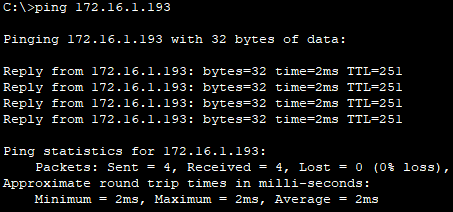 C:\>ping 172.16.1.193
Pinging 172.16.1.193 with 32 bytes of data:
Reply from 172.16.1.193: bytes=32 time=2ms TTL=251
Reply from 172.16.1.193: bytes=32 time=2ms TTL=251
Reply from 172.16.1.193: bytes=32 time=2ms TTL=251
Reply from 172.16.1.193: bytes=32 time=2ms TTL=251
Ping statistics for 172.16.1.193:
    Packets: Sent = 4, Received = 4, Lost = 0 (0% loss),
Approximate round trip times in milli-seconds:
    Minimum = 2ms, Maximum = 2ms, Average = 2ms